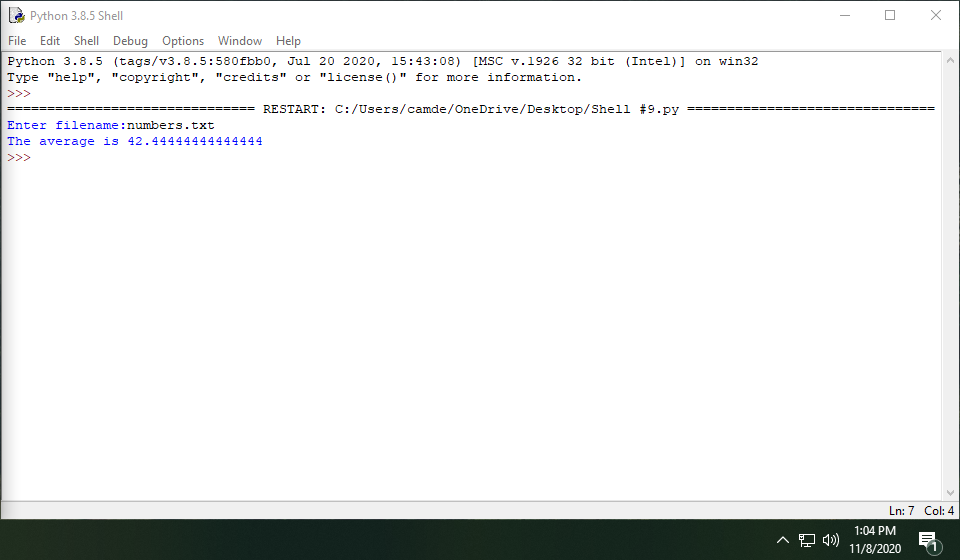 Python 3.8.5 Shell
File Edit Shell Debug Options Window Help
Python 3.8.5 (tags/v3.8.5:580fbb0, Jul 20 2020, 15:43:08) [MSC v.1926 32 bit (Intel)] on win32
Type "help", "copyright", "credits" or "license()" for more information.
>>>
=============================== RESTART: C:/Users/camde/OneDrive/Desktop/Shell #9.py ===============================
Enter filename:numbers.txt
The average is 42.44444444444444
>>>
Ln: 7 Col: 4
1:04 PM
11/8/2020
1